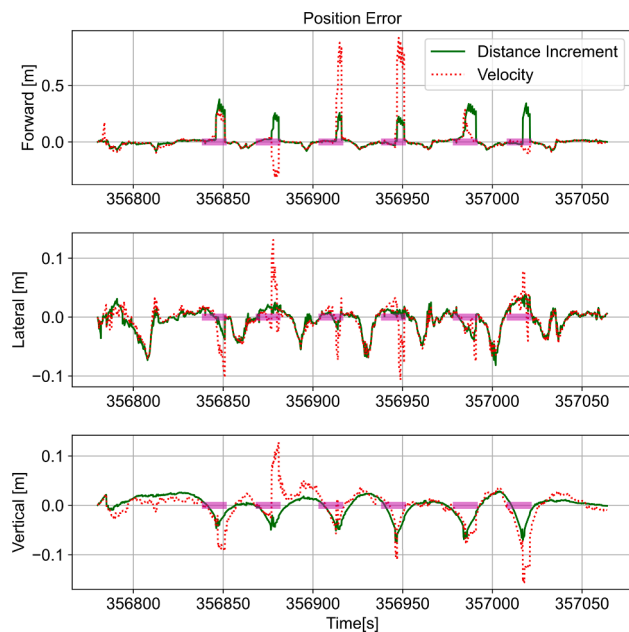 Position Error
Forward [m]
0.5
0.0
Distance Increment
Velocity
356800 356850 356900 356950 357000 357050
Lateral [m]
0.1
0.0
−0.1
356800 356850 356900 356950 357000 357050
Vertical [m]
0.1
0.0
−0.1
356800 356850 356900 356950 357000 357050
Time[s]